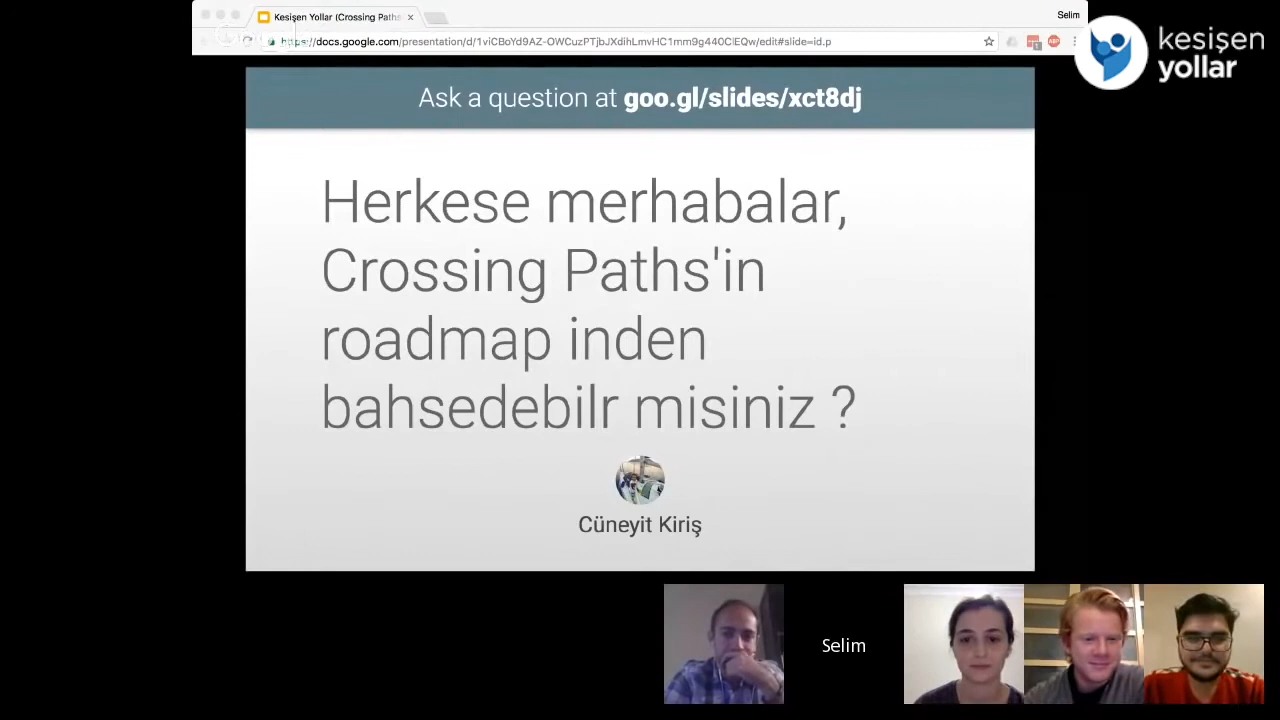 Kesişen Yollar (Crossing Paths
Selim
https://docs.google.com/presentation/d/1viCBoYd9AZ-OWCuzPTjbJXdihLmvHC1mm9g440ClEQw/edit#slide=id.p
kesişen
yollar
Ask a question at goo.gl/slides/xct8dj
Herkese merhabalar,
Crossing Paths'in
roadmap inden
bahsedebilr misiniz ?
Cüneyit Kiriş
Selim